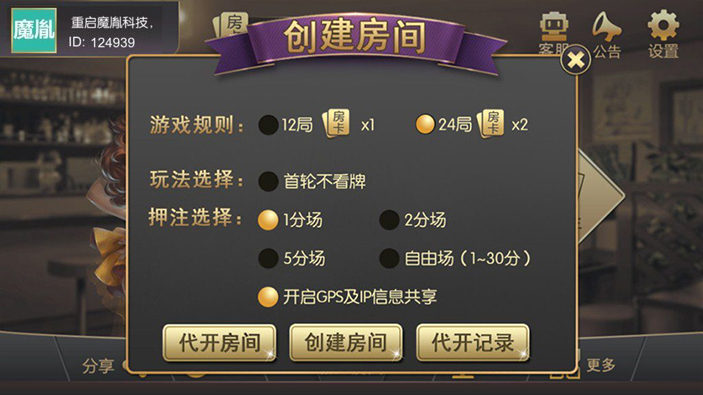 魔胤
重启魔胤科技.
ID: 124939
房卡
创建房间
客服
公告
设置
游戏规则：
12局 房卡 x1
24局 房卡 x2
玩法选择：
首轮不看牌
押注选择：
1分场
2分场
5分场
自由场（1~30分）
开启GPS及IP信息共享
代开房间
创建房间
代开记录
分享
更多